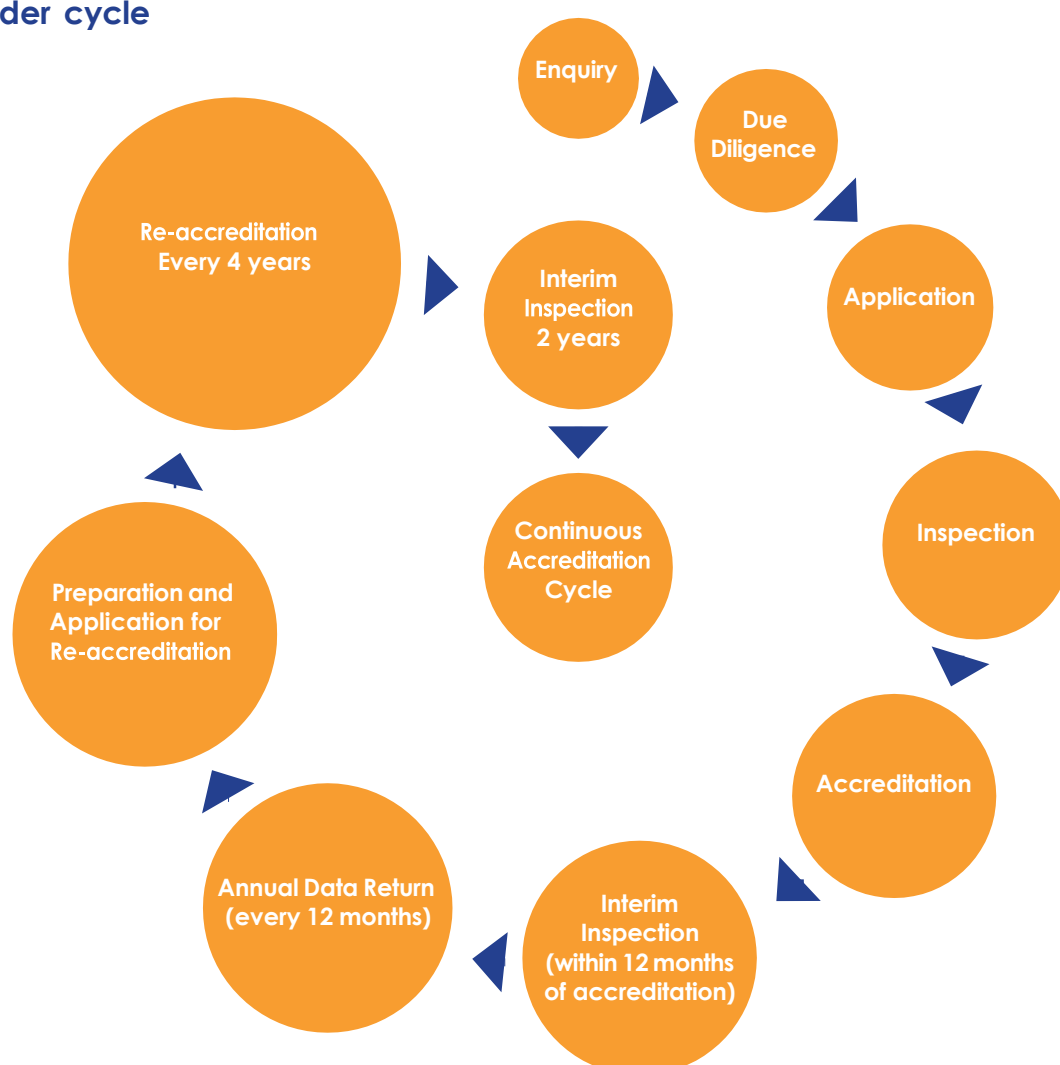 der cycle
Enquiry
Due
Diligence
Application
Inspection
Accreditation
Interim
Inspection
(within 12 months
of accreditation)
Annual Data Return
(every 12 months)
Preparation and
Application for
Re-accreditation
Re-accreditation
Every 4 years
Interim
Inspection
2 years
Continuous
Accreditation
Cycle